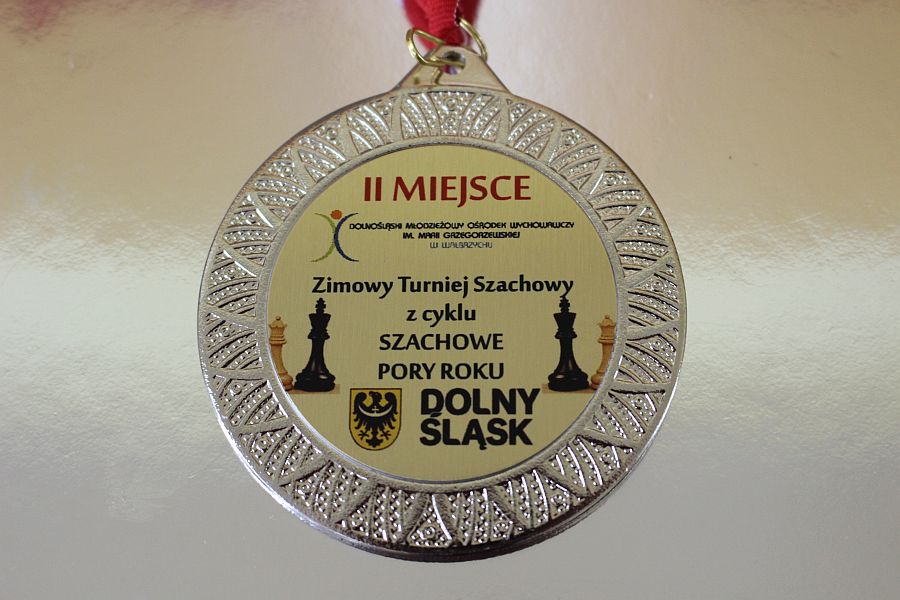 II MIEJSCE
DOLNOŚLĄSKI MŁODZIEŻOWY OŚRODEK WYCHOWAWCZY
IM. MARII GRZEGORZEWSKIEJ
W WAŁBRZYCHU
Zimowy Turniej Szachowy
z cyklu
SZACHOWE
PORY ROKU
DOLNY
ŚLĄSK